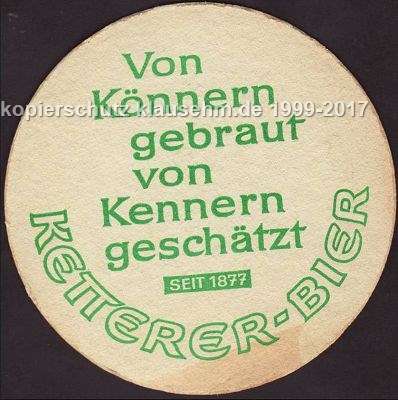 Von
Könnern
kopierschutz-klausehm.de 1999-2017
gebraut
von
Kennern
geschätzt
SEIT 1877
KETTERER-BIER